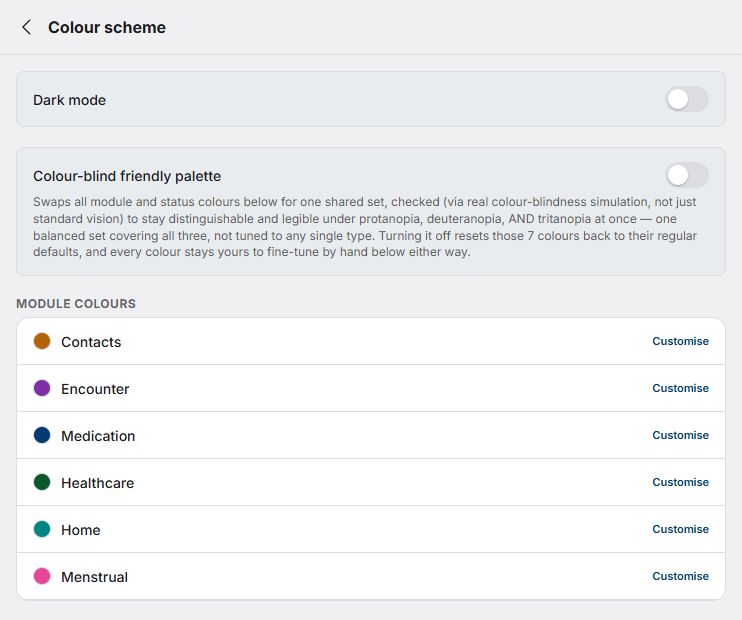 Colour scheme
Dark mode
Colour-blind friendly palette
Swaps all module and status colours below for one shared set, checked (via real colour-blindness simulation, not just
standard vision) to stay distinguishable and legible under protanopia, deuteranopia, AND tritanopia at once — one
balanced set covering all three, not tuned to any single type. Turning it off resets those 7 colours back to their regular
defaults, and every colour stays yours to fine-tune by hand below either way.
MODULE COLOURS
Contacts Customise
Encounter Customise
Medication Customise
Healthcare Customise
Home Customise
Menstrual Customise